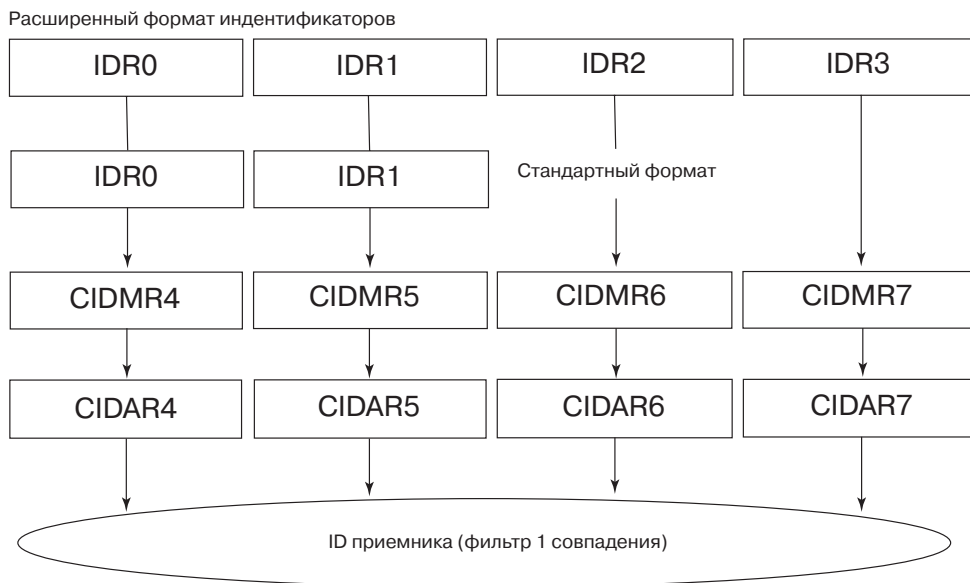 Расширенный формат индентификаторов
IDR0 IDR1 IDR2 IDR3
IDR0 IDR1 Стандартный формат
CIDMR4 CIDMR5 CIDMR6 CIDMR7
CIDAR4 CIDAR5 CIDAR6 CIDAR7
ID приемника (фильтр 1 совпадения)